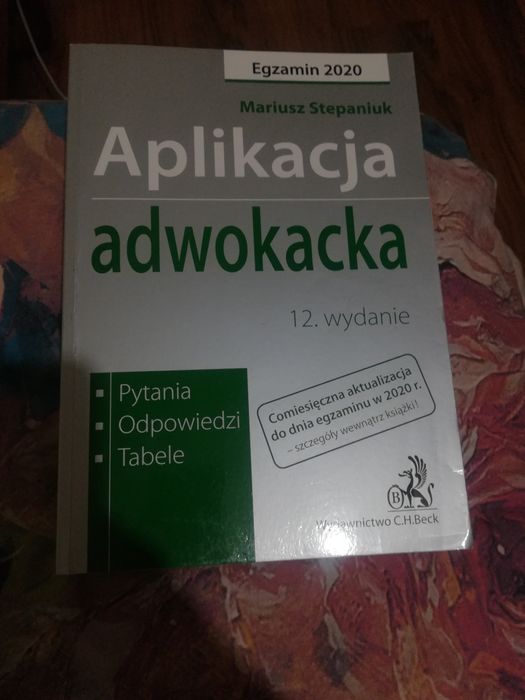 Egzamin 2020
Mariusz Stepaniuk
Aplikacja
adwokacka
12. wydanie
Pytania
Odpowiedzi
Tabele
Comiesięczna aktualizacja
do dnia egzaminu w 2020 r.
– szczegóły wewnątrz książki!
B
Wydawnictwo C.H.Beck